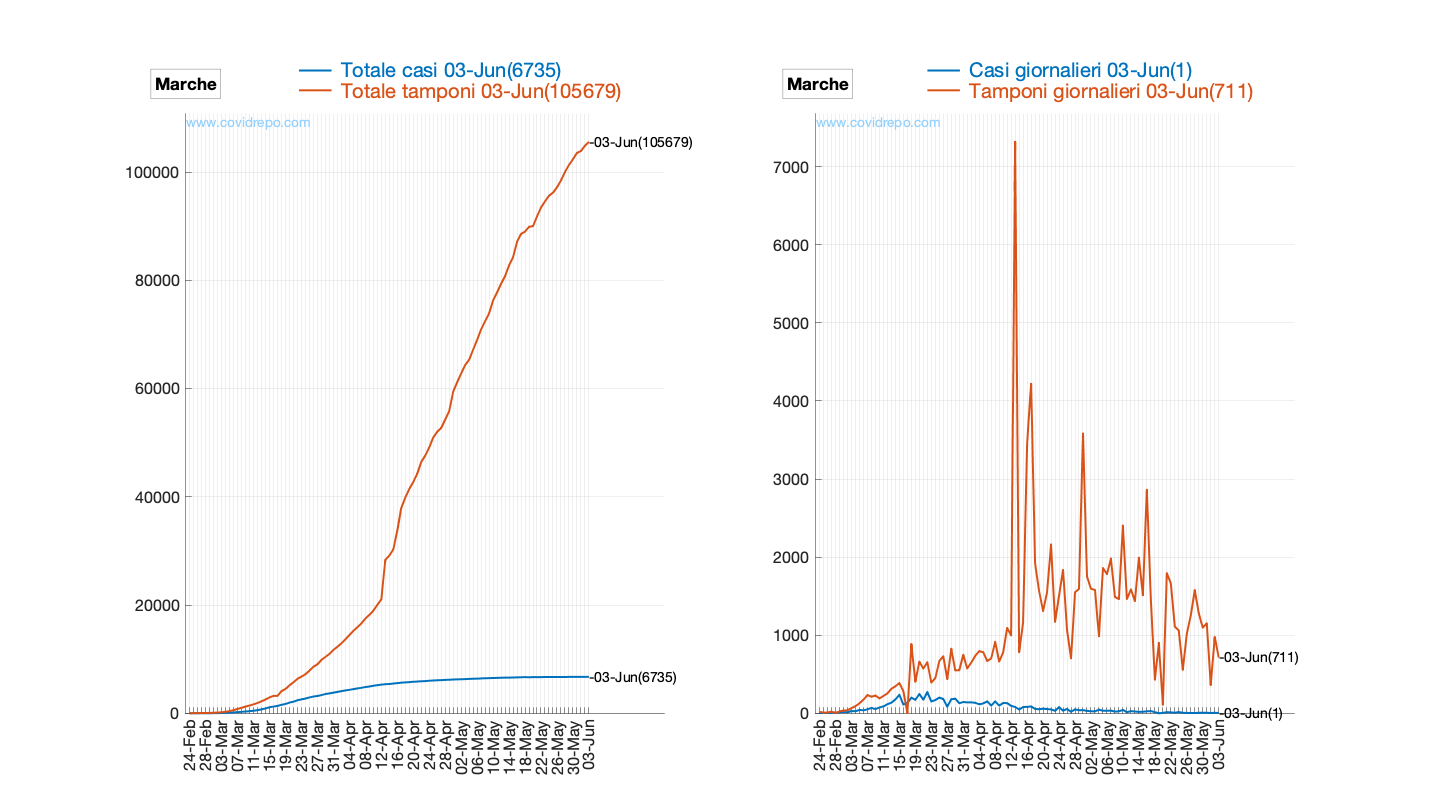 Marche
Totale casi 03-Jun(6735)
Totale tamponi 03-Jun(105679)
www.covidrepo.com
03-Jun(105679)
100000
80000
60000
40000
20000
0
03-Jun(6735)
24-Feb
28-Feb
03-Mar
07-Mar
11-Mar
15-Mar
19-Mar
23-Mar
27-Mar
31-Mar
04-Apr
08-Apr
12-Apr
16-Apr
20-Apr
24-Apr
28-Apr
02-May
06-May
10-May
14-May
18-May
22-May
26-May
30-May
03-Jun
Marche
Casi giornalieri 03-Jun(1)
Tamponi giornalieri 03-Jun(711)
www.covidrepo.com
7000
6000
5000
4000
3000
2000
1000
0
03-Jun(711)
03-Jun(1)
24-Feb
28-Feb
03-Mar
07-Mar
11-Mar
15-Mar
19-Mar
23-Mar
27-Mar
31-Mar
04-Apr
08-Apr
12-Apr
16-Apr
20-Apr
24-Apr
28-Apr
02-May
06-May
10-May
14-May
18-May
22-May
26-May
30-May
03-Jun